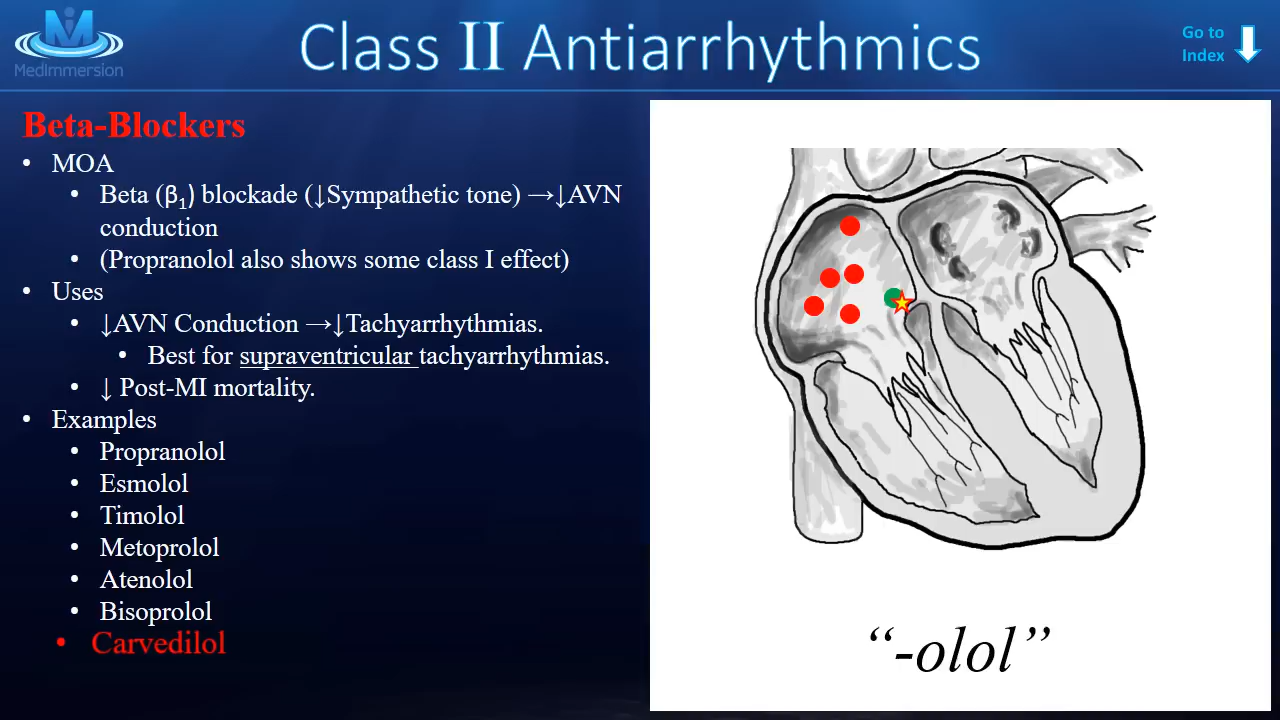 MI
MedImmersion
Class II Antiarrhythmics
Go to
Index
Beta-Blockers
• MOA
• Beta (β₁) blockade (↓Sympathetic tone) →↓AVN
conduction
• (Propranolol also shows some class I effect)
• Uses
• ↓AVN Conduction →↓Tachyarrhythmias.
• Best for supraventricular tachyarrhythmias.
• ↓ Post-MI mortality.
• Examples
• Propranolol
• Esmolol
• Timolol
• Metoprolol
• Atenolol
• Bisoprolol
• Carvedilol
“-olol”